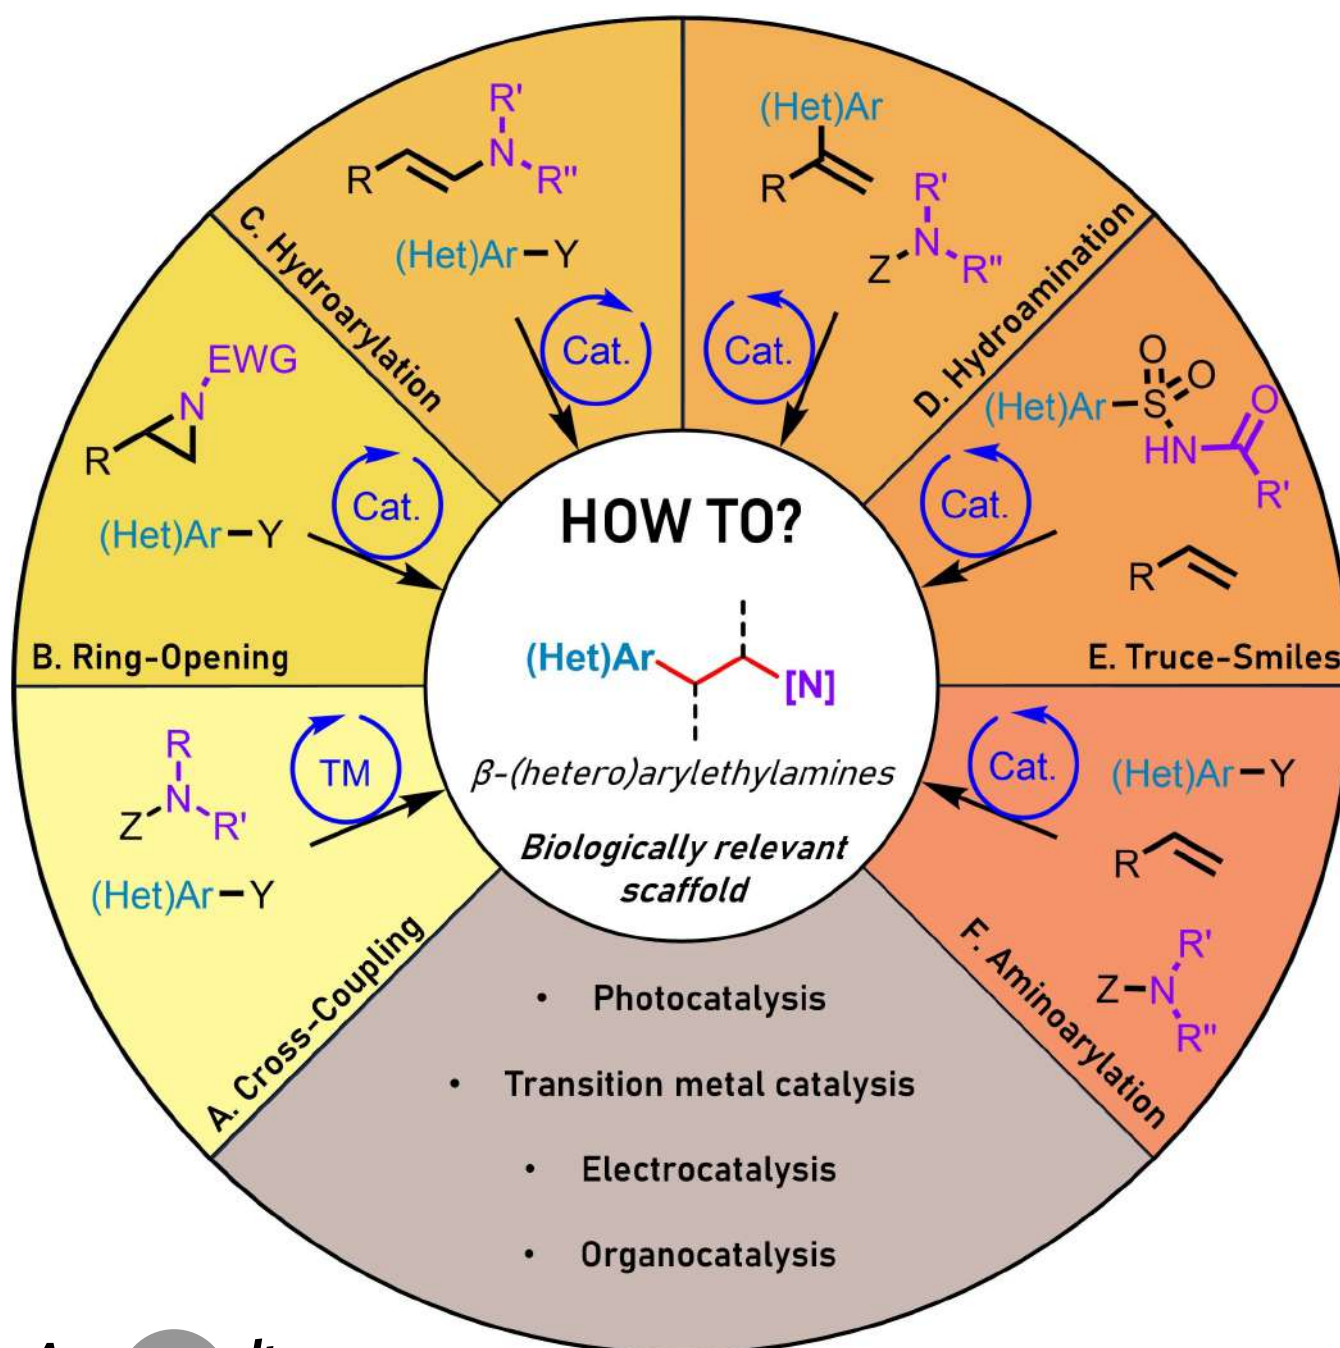 HOW TO?
(Het)Ar
[N]
β-(hetero)arylethylamines
Biologically relevant
scaffold
A. Cross-Coupling
R
N
Z
R'
(Het)Ar–Y
TM
B. Ring-Opening
EWG
N
R
(Het)Ar–Y
Cat.
C. Hydroarylation
R'
N
R
R"
(Het)Ar–Y
Cat.
D. Hydroamination
(Het)Ar
R
R'
N
Z
R"
Cat.
E. Truce-Smiles
O
O
(Het)Ar–S
O
HN
R'
R
Cat.
F. Aminoarylation
(Het)Ar–Y
R
R'
Z–N
R"
Cat.
• Photocatalysis
• Transition metal catalysis
• Electrocatalysis
• Organocatalysis